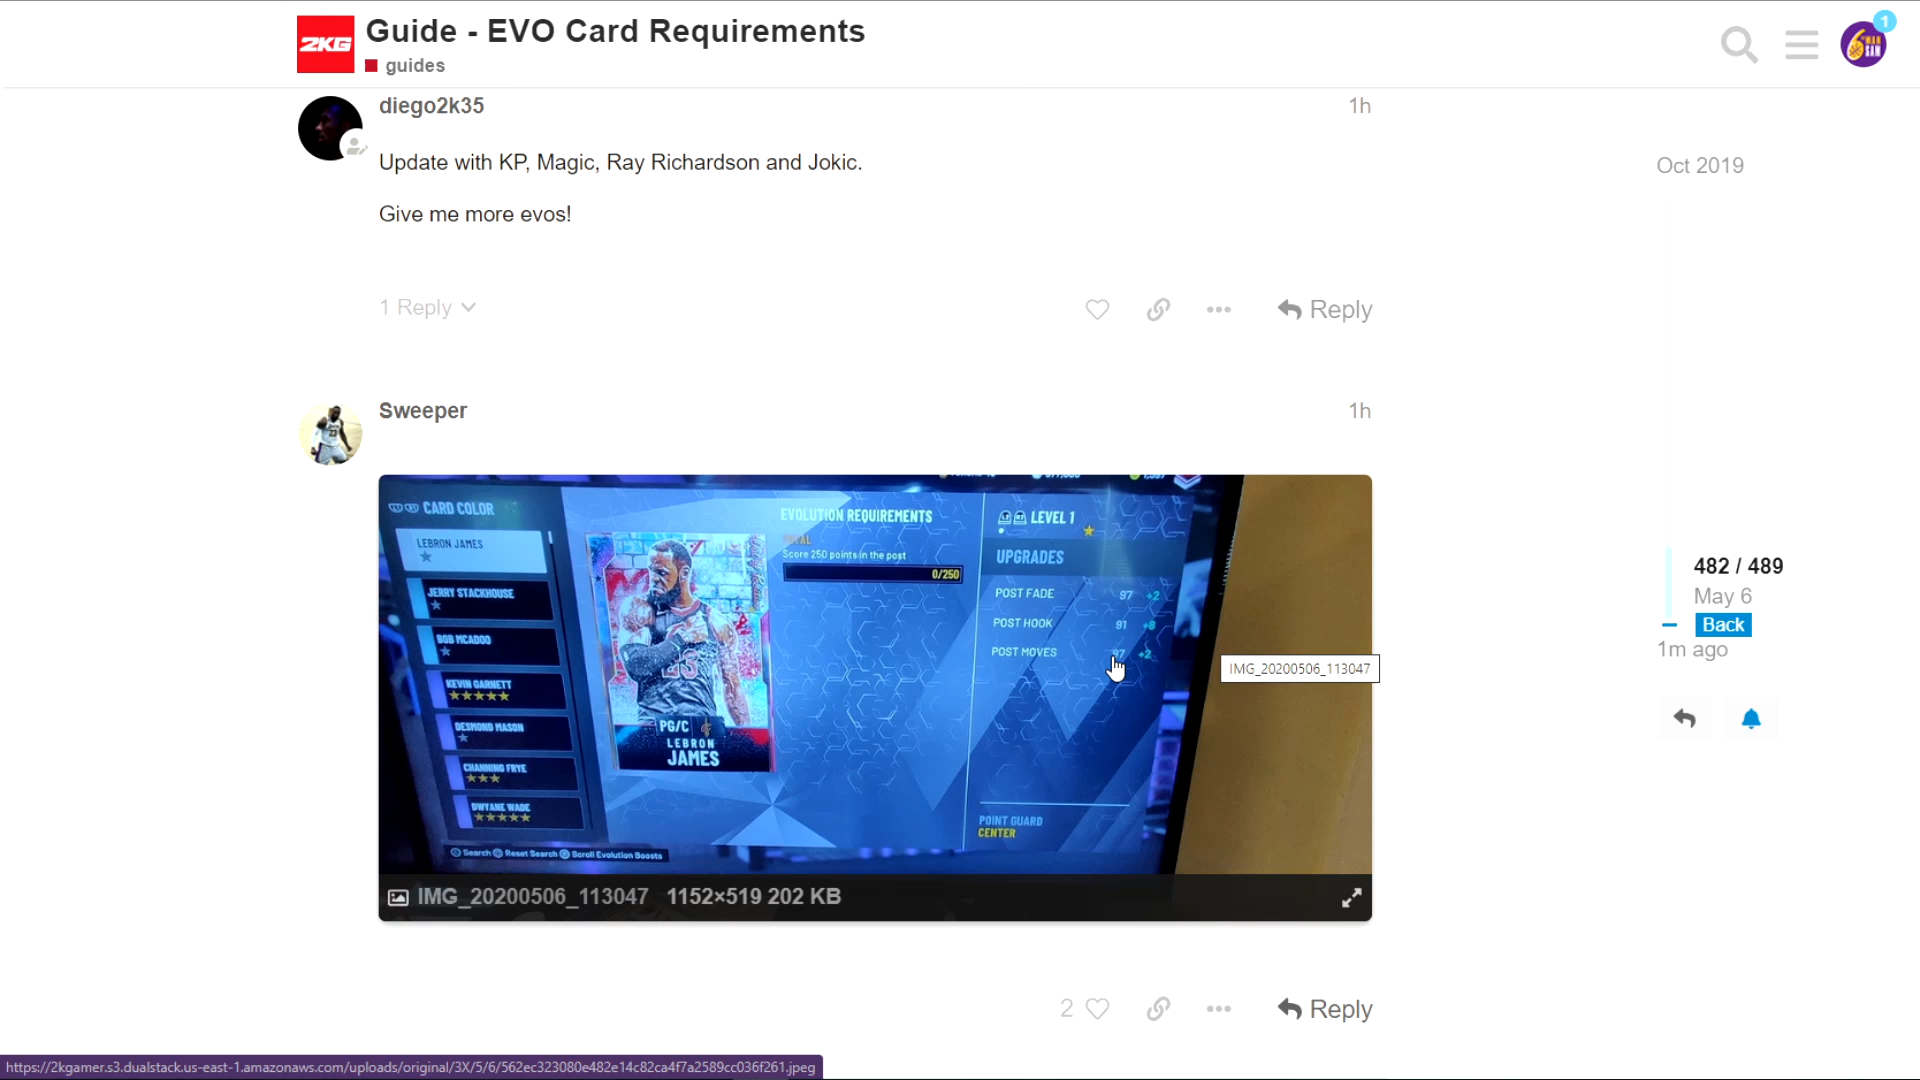 2KG
Guide - EVO Card Requirements
guides
1
diego2k35
1h
Update with KP, Magic, Ray Richardson and Jokic.
Give me more evos!
Oct 2019
1 Reply
Reply
Sweeper
1h
CARD COLOR
LEBRON JAMES
JERRY STACKHOUSE
BOB MCADOO
KEVIN GARNETT
DESMOND MASON
CHANNING FRYE
DWYANE WADE
Search Reset Search Scroll Evolution Boosts
EVOLUTION REQUIREMENTS
Score 250 points in the post
0/250
PG/C
LEBRON
JAMES
LEVEL 1
UPGRADES
POST FADE 97 +2
POST HOOK 91 +8
POST MOVES 97 +2
POINT GUARD
CENTER
IMG_20200506_113047
IMG_20200506_113047 1152×519 202 KB
482 / 489
May 6
Back
1m ago
2
Reply
https://2kgamer.s3.dualstack.us-east-1.amazonaws.com/uploads/original/3X/5/6/562ec323080e482e14c82ca4f7a2589cc036f261.jpeg